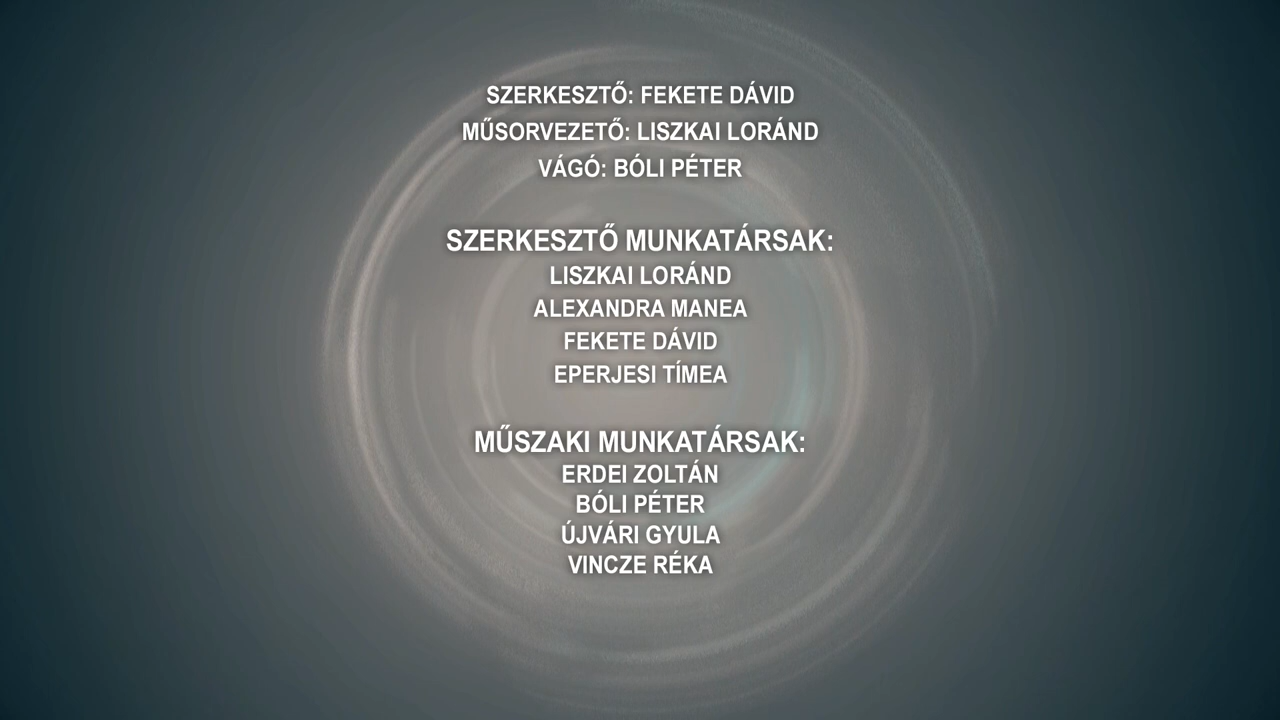 SZERKESZTŐ: FEKETE DÁVID
MŰSORVEZETŐ: LISZKAI LORÁND
VÁGÓ: BÓLI PÉTER
SZERKESZTŐ MUNKATÁRSAK:
LISZKAI LORÁND
ALEXANDRA MANEA
FEKETE DÁVID
EPERJESI TÍMEA
MŰSZAKI MUNKATÁRSAK:
ERDEI ZOLTÁN
BÓLI PÉTER
ÚJVÁRI GYULA
VINCZE RÉKA